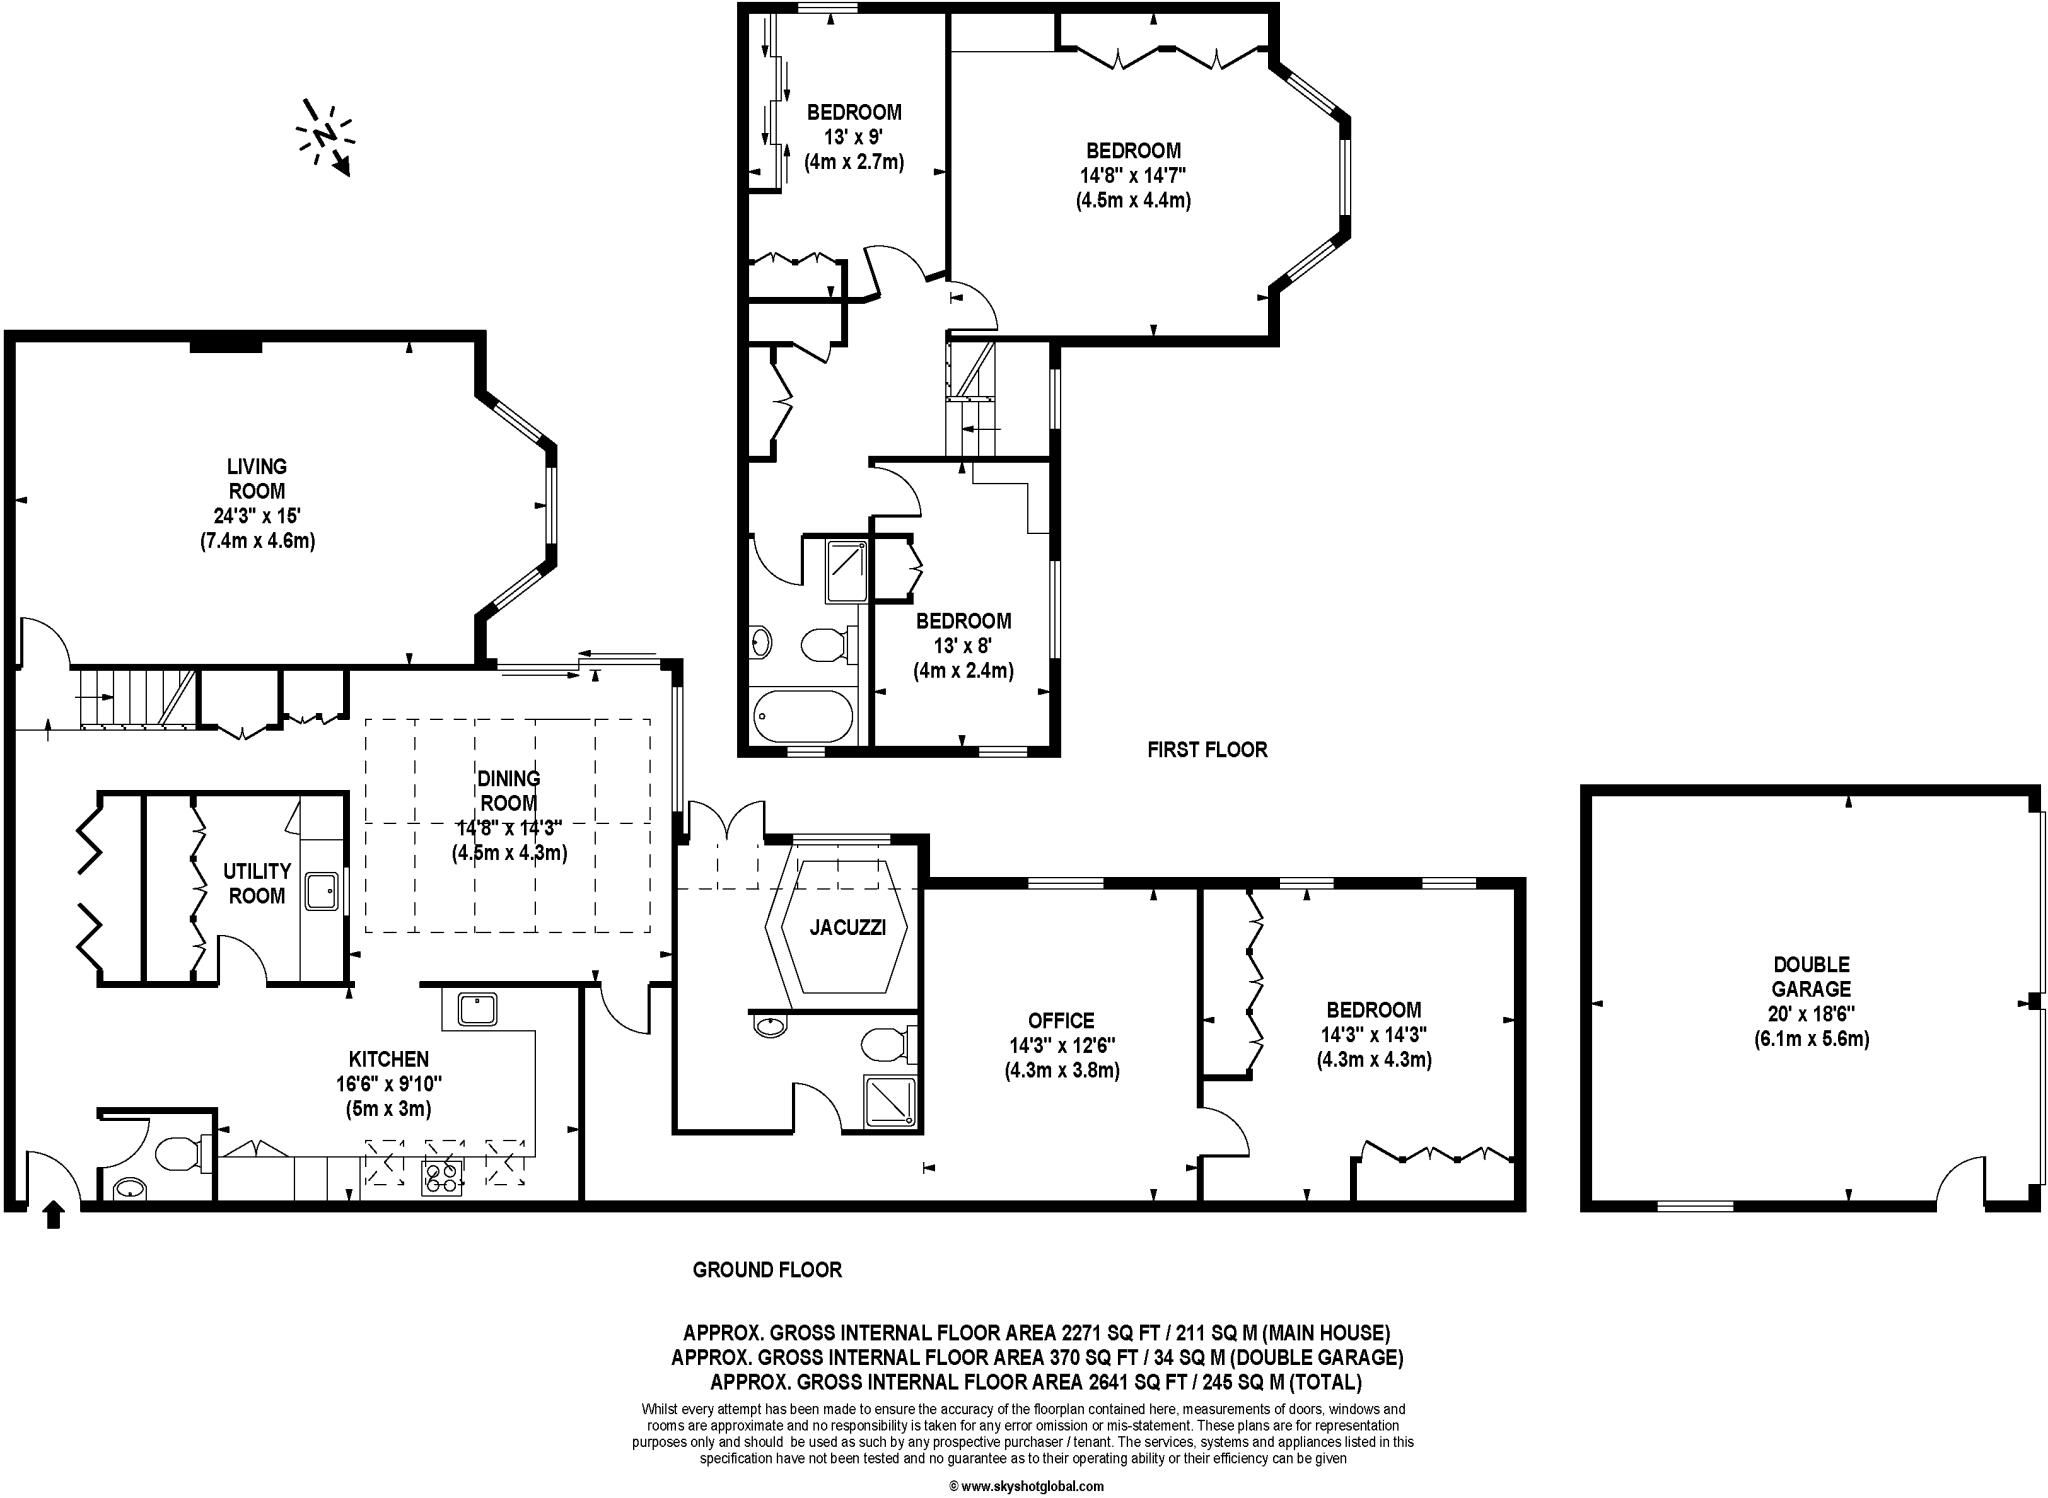 N
BEDROOM
13' x 9'
(4m x 2.7m)
BEDROOM
14'8" x 14'7"
(4.5m x 4.4m)
LIVING
ROOM
24'3" x 15'
(7.4m x 4.6m)
BEDROOM
13' x 8'
(4m x 2.4m)
FIRST FLOOR
DINING
ROOM
14'8" x 14'3"
(4.5m x 4.3m)
UTILITY
ROOM
JACUZZI
OFFICE
14'3" x 12'6"
(4.3m x 3.8m)
BEDROOM
14'3" x 14'3"
(4.3m x 4.3m)
DOUBLE
GARAGE
20' x 18'6"
(6.1m x 5.6m)
KITCHEN
16'6" x 9'10"
(5m x 3m)
GROUND FLOOR
APPROX. GROSS INTERNAL FLOOR AREA 2271 SQ FT / 211 SQ M (MAIN HOUSE)
APPROX. GROSS INTERNAL FLOOR AREA 370 SQ FT / 34 SQ M (DOUBLE GARAGE)
APPROX. GROSS INTERNAL FLOOR AREA 2641 SQ FT / 245 SQ M (TOTAL)
Whilst every attempt has been made to ensure the accuracy of the floorplan contained here, measurements of doors, windows and
rooms are approximate and no responsibility is taken for any error omission or mis-statement. These plans are for representation
purposes only and should be used as such by any prospective purchaser / tenant. The services, systems and appliances listed in this
specification have not been tested and no guarantee as to their operating ability or their efficiency can be given
© www.skyshotglobal.com